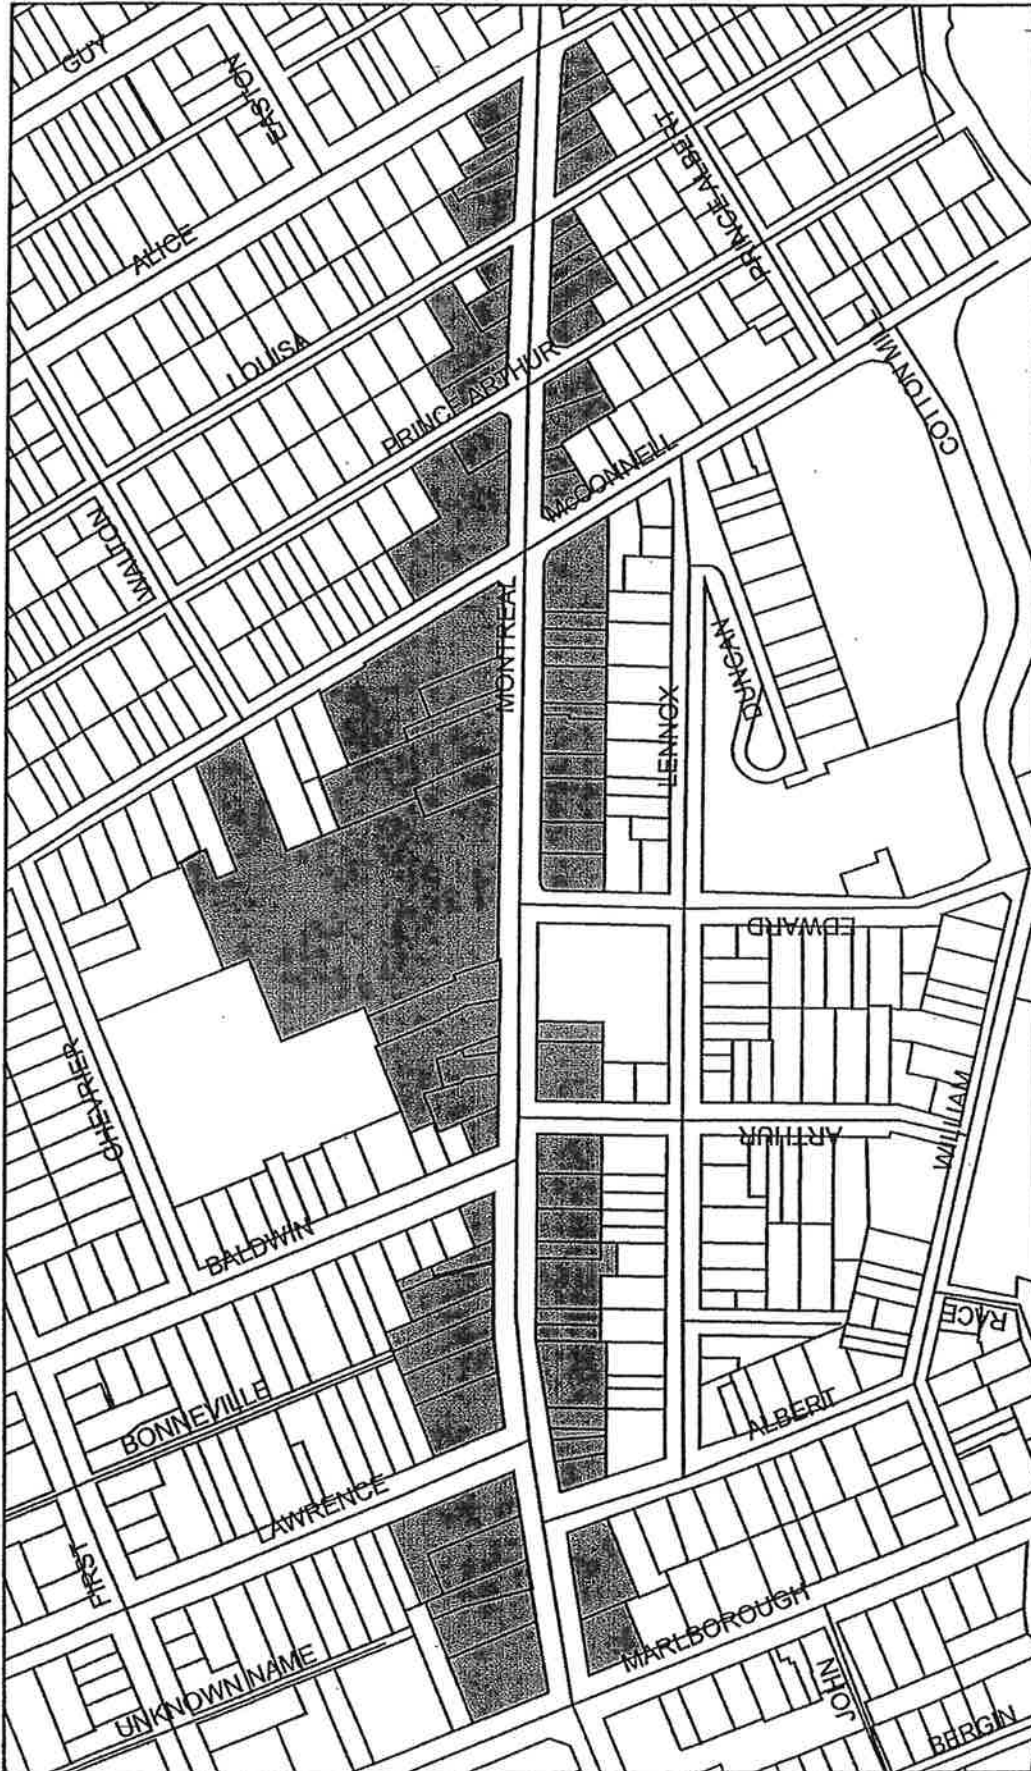 GUY
EASTON
ALICE
PRINCE ALBERT
LOUISA
PRINCE ARTHUR
COTTON MILL
McCONNELL
WALTON
MONTREAL
DUNCAN
LENNOX
EDWARD
CHEVRIER
WILLIAM
ARTHUR
BALDWIN
RACE
BONNEVILLE
ALBERT
LAWRENCE
FIRST
MARLBOROUGH
UNKNOWN NAME
JOHN
BERGIN